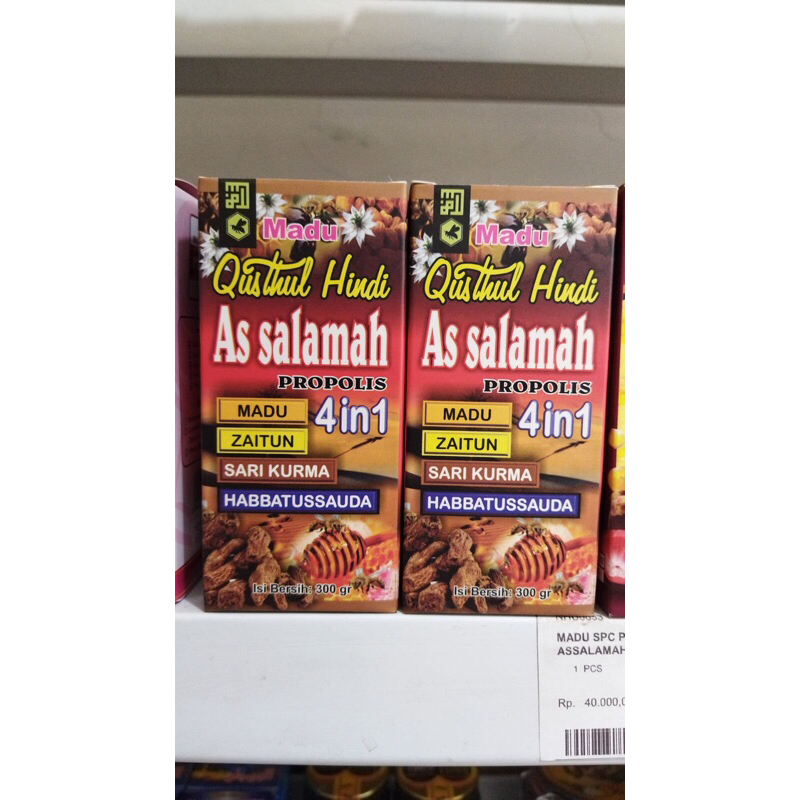 Madu
Qusthul Hindi
As salamah
PROPOLIS
4in1
MADU
ZAITUN
SARI KURMA
HABBATUSSAUDA
Isi Bersih: 300 gr
Madu
Qusthul Hindi
As salamah
PROPOLIS
4in1
MADU
ZAITUN
SARI KURMA
HABBATUSSAUDA
Isi Bersih: 300 gr
MADU SPC P
ASSALAMAH
1 PCS
Rp. 40.000,0